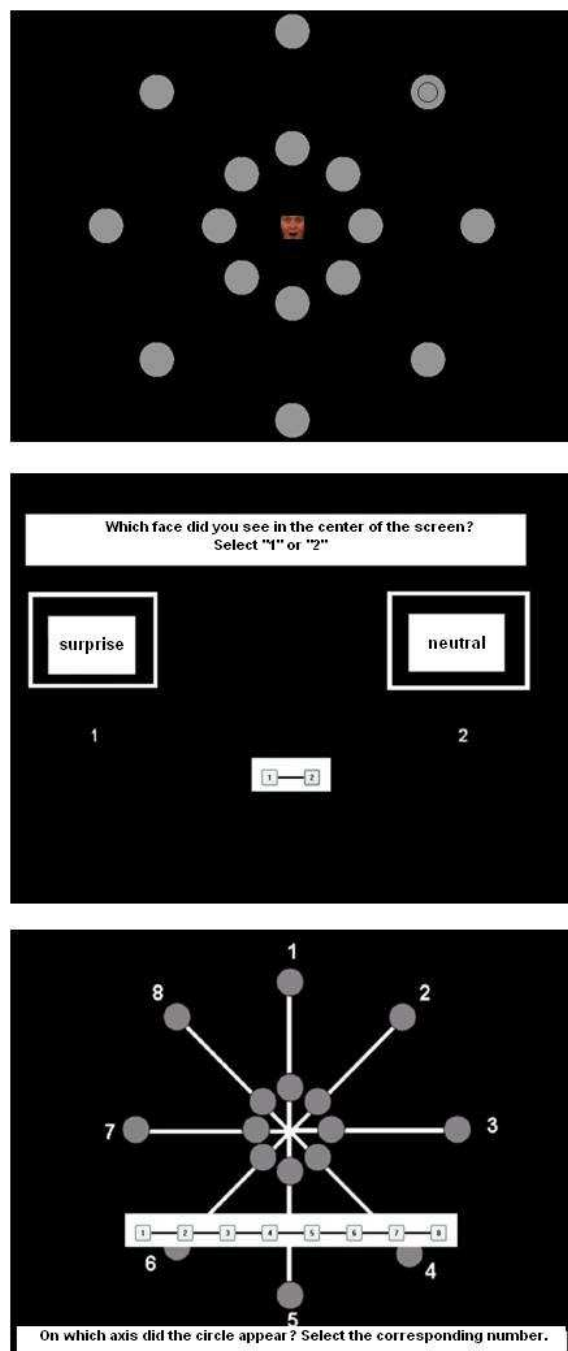 Which face did you see in the center of the screen?
Select "1" or "2"
surprise
neutral
1
2
1 2
1
8
2
7
3
1 2 3 4 5 6 7 8
6
4
5
On which axis did the circle appear? Select the corresponding number.